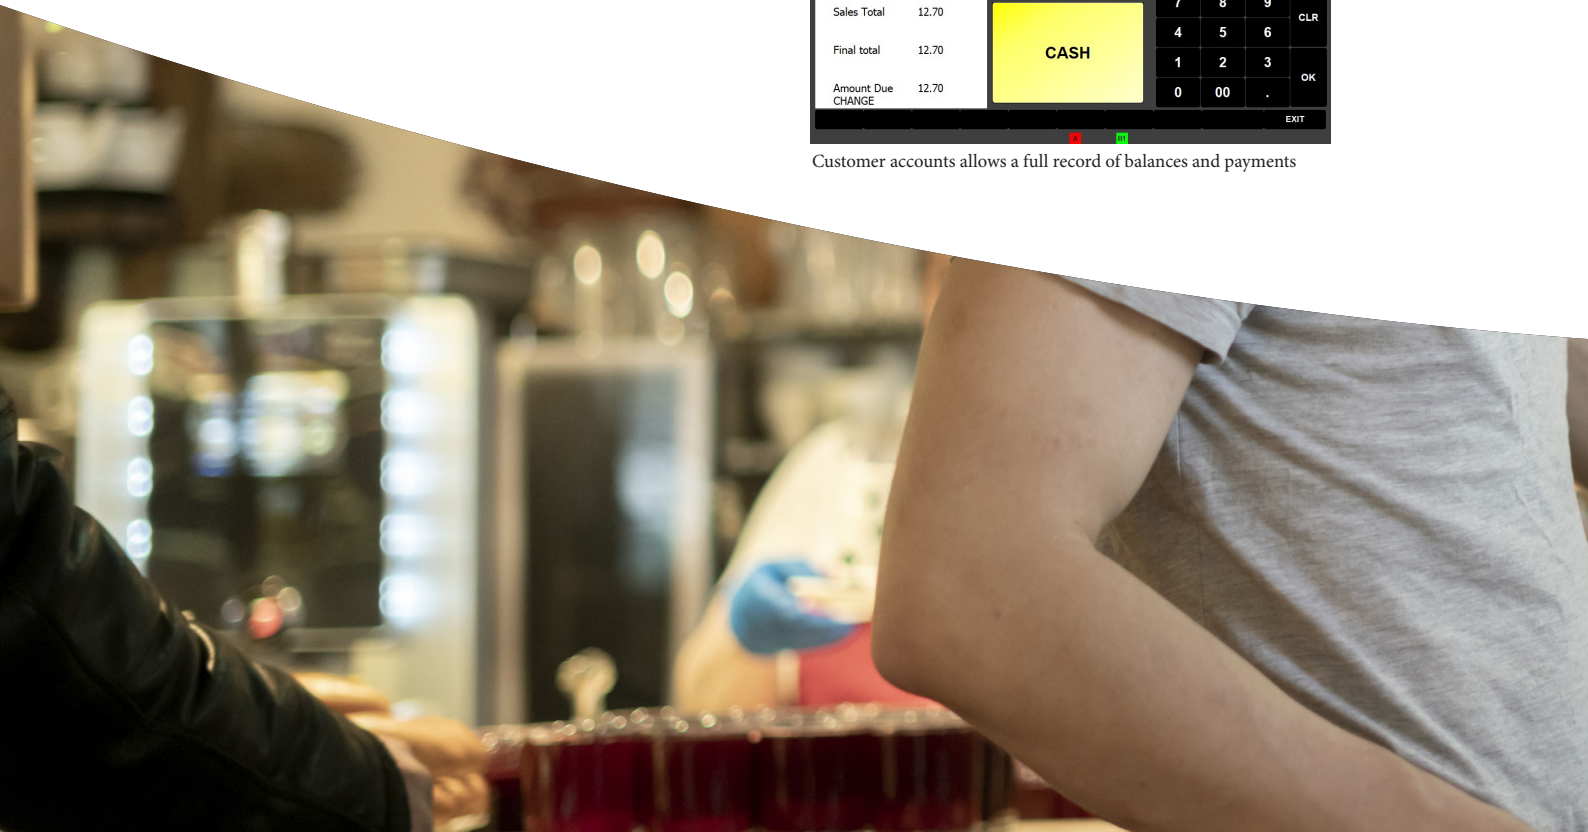 Sales Total 12.70
Final total 12.70
Amount Due 12.70
CHANGE
CASH
7 8 9
CLR
4 5 6
1 2 3
OK
0 00 .
EXIT
A B1
Customer accounts allows a full record of balances and payments